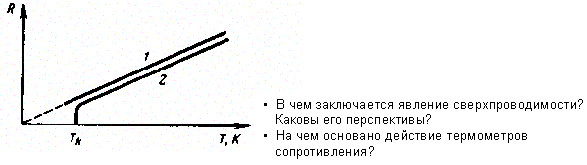 R
1
2
Tк
T, K
• В чем заключается явление сверхпроводимости?
Каковы его перспективы?
• На чем основано действие термометров
сопротивления?